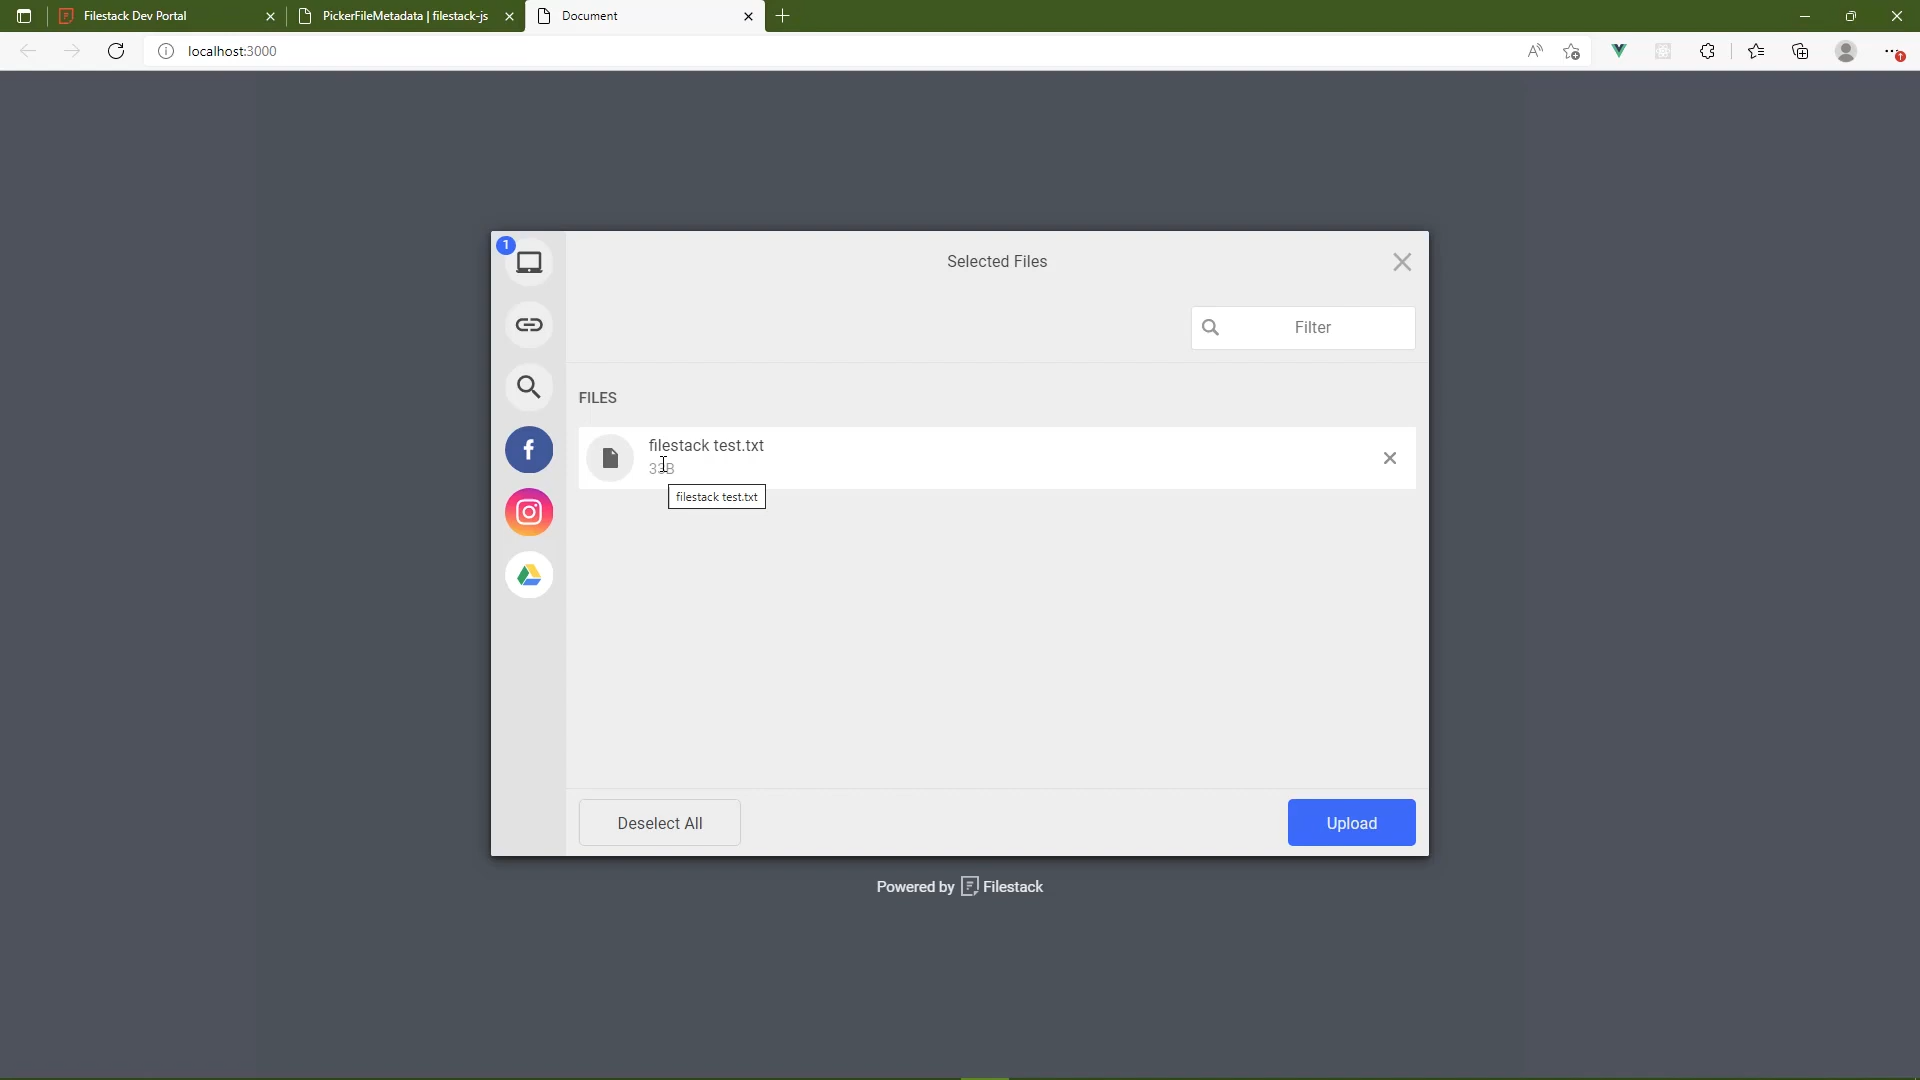 Filestack Dev Portal
PickerFileMetadata | filestack-js
Document
localhost:3000
1
Selected Files
Filter
FILES
filestack test.txt
33B
filestack test.txt
Deselect All
Upload
Powered by Filestack